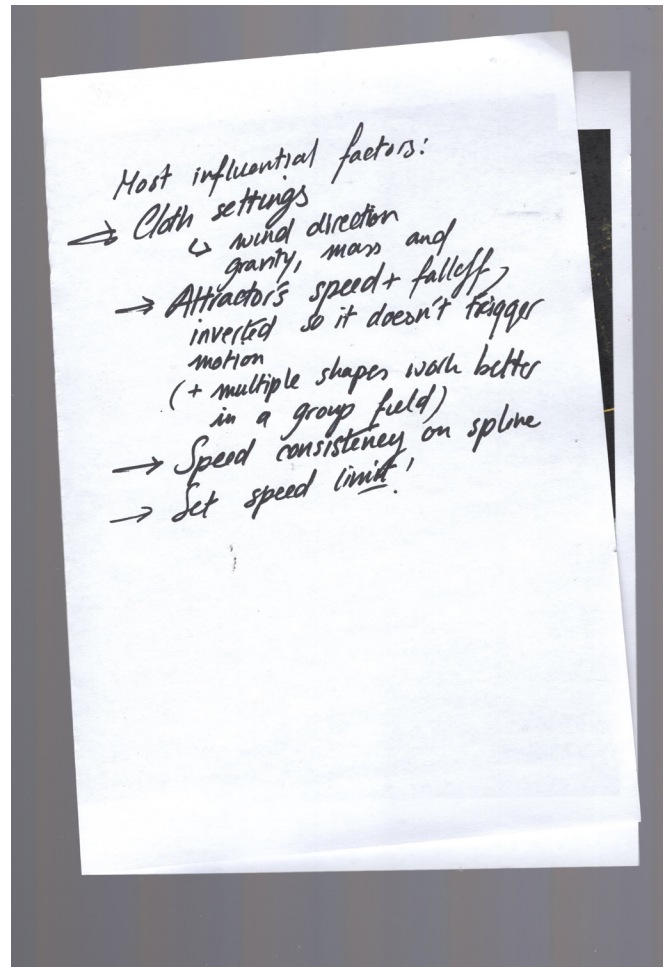 Most influential factors:
→ Cloth settings
↳ wind direction
gravity, mass and
→ Attractor's speed + falloff,
inverted so it doesn't trigger
motion
(+ multiple shapes work better
in a group field)
→ Speed consistency on spline
→ Set speed limit!